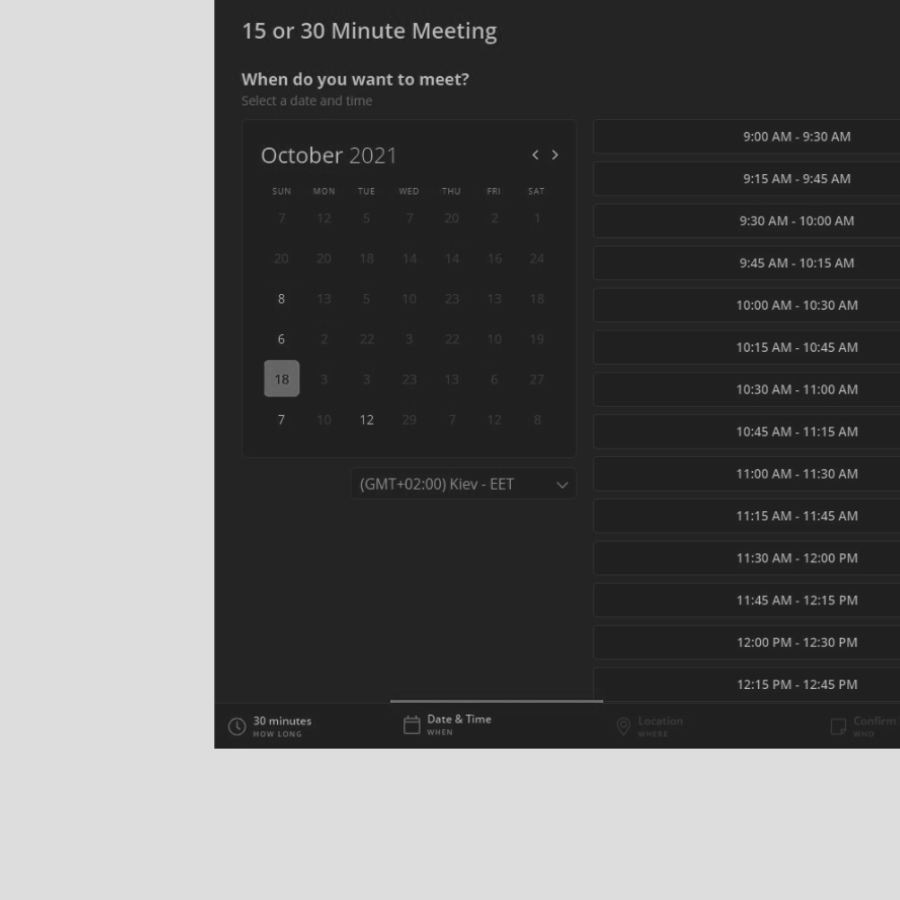 15 or 30 Minute Meeting
When do you want to meet?
Select a date and time
October 2021
SUN MON TUE WED THU FRI SAT
7 12 5 7 20 2 1
20 20 18 14 14 16 24
8 13 5 10 23 13 18
6 2 22 3 22 10 19
18 3 3 23 13 6 27
7 10 12 29 7 12 8
(GMT+02:00) Kiev - EET
9:00 AM - 9:30 AM
9:15 AM - 9:45 AM
9:30 AM - 10:00 AM
9:45 AM - 10:15 AM
10:00 AM - 10:30 AM
10:15 AM - 10:45 AM
10:30 AM - 11:00 AM
10:45 AM - 11:15 AM
11:00 AM - 11:30 AM
11:15 AM - 11:45 AM
11:30 AM - 12:00 PM
11:45 AM - 12:15 PM
12:00 PM - 12:30 PM
12:15 PM - 12:45 PM
30 minutes
HOW LONG
Date & Time
WHEN
Location
WHERE
Confirm
WHO